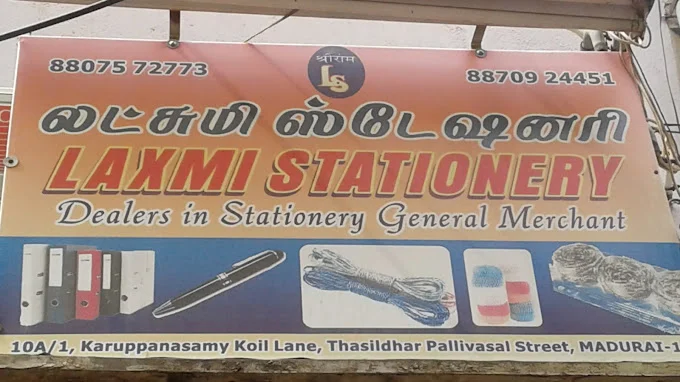 88075 72773
श्रीराम
LS
88709 24451
லட்சுமி ஸ்டேஷனரி
LAXMI STATIONERY
Dealers in Stationery General Merchant
10A/1, Karuppanasamy Koil Lane, Thasildhar Pallivasal Street, MADURAI-1